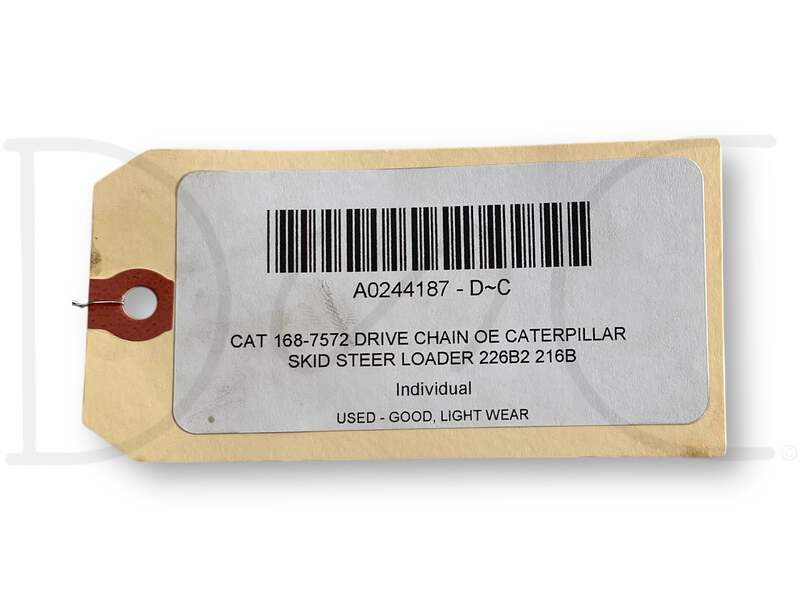 A0244187 - D~C
CAT 168-7572 DRIVE CHAIN OE CATERPILLAR
SKID STEER LOADER 226B2 216B
Individual
USED - GOOD, LIGHT WEAR